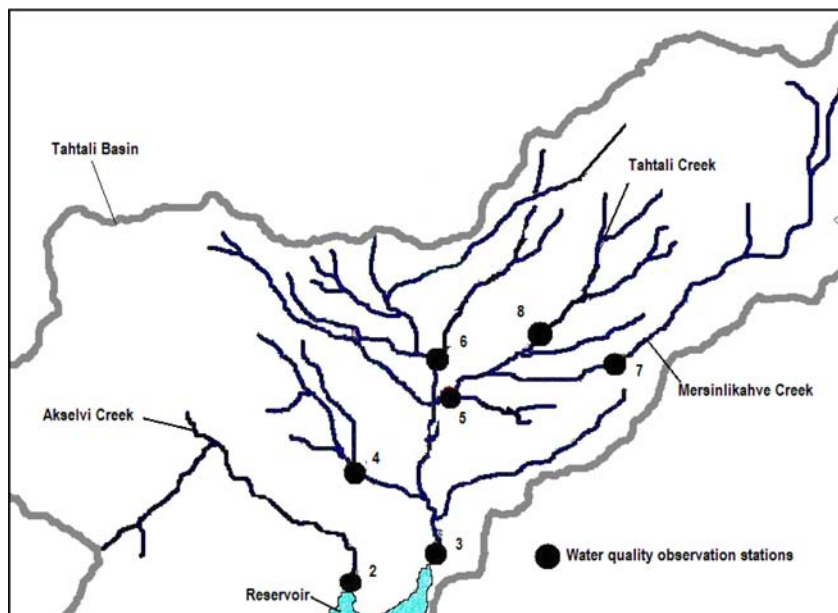 Tahtali Basin
Tahtali Creek
8
6
7
Mersinlikahve Creek
5
Akselvi Creek
4
3
Water quality observation stations
2
Reservoir